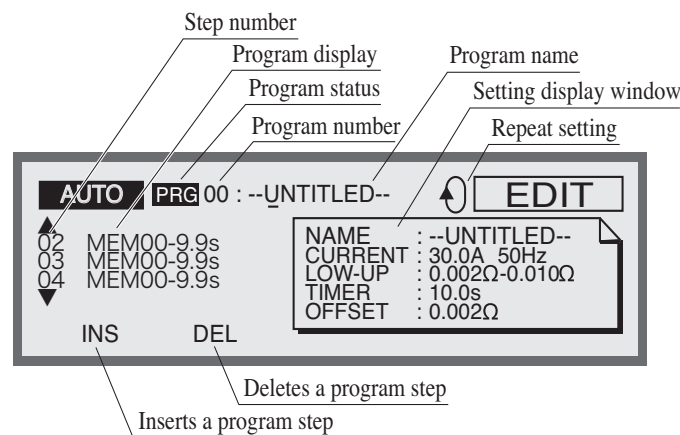 Step number
Program display
Program name
Program status
Setting display window
Program number
Repeat setting
AUTO PRG 00 : --UNTITLED-- EDIT
02 MEM00-9.9s
03 MEM00-9.9s
04 MEM00-9.9s
NAME : --UNTITLED--
CURRENT : 30.0A 50Hz
LOW-UP : 0.002Ω-0.010Ω
TIMER : 10.0s
OFFSET : 0.002Ω
INS DEL
Deletes a program step
Inserts a program step